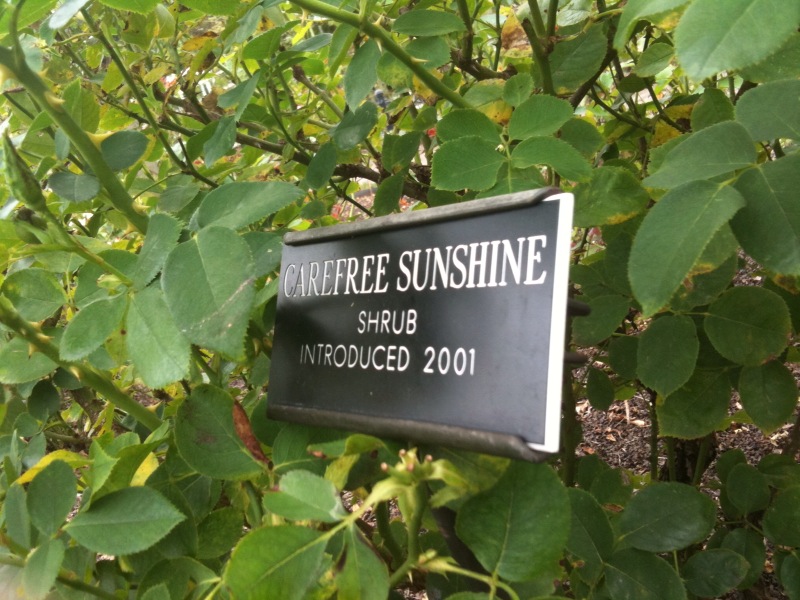 CAREFREE SUNSHINE
SHRUB
INTRODUCED 2001